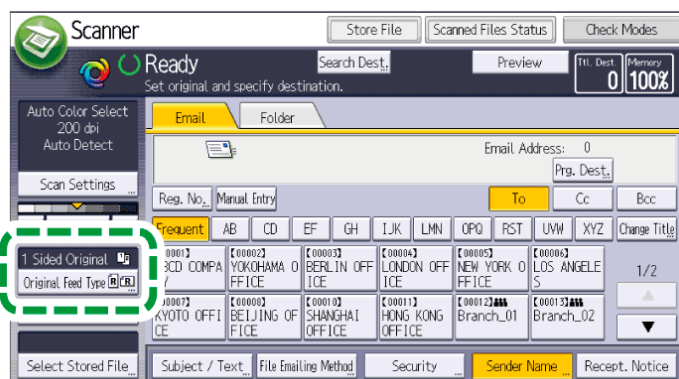 Scanner
Store File
Scanned Files Status
Check Modes
Ready
Search Dest.
Preview
Ttl. Dest.
0
Memory
100%
Set original and specify destination.
Auto Color Select
200 dpi
Auto Detect
Email
Folder
Email Address: 0
Prg. Dest.
Scan Settings
Reg. No.
Manual Entry
To
Cc
Bcc
Frequent
AB
CD
EF
GH
IJK
LMN
OPQ
RST
UVW
XYZ
Change Title
1 Sided Original
Original Feed Type
[00002]
YOKOHAMA O
FFICE
[00003]
BERLIN OFF
ICE
[00004]
LONDON OFF
ICE
[00005]
NEW YORK O
FFICE
[00006]
LOS ANGELE
S
1/2
KYOTO OFFI
CE
[00008]
BEIJING OF
FICE
[00010]
SHANGHAI
OFFICE
[00011]
HONG KONG
OFFICE
[00012]
Branch_01
[00013]
Branch_02
Select Stored File
Subject / Text
File Emailing Method
Security
Sender Name
Recept. Notice